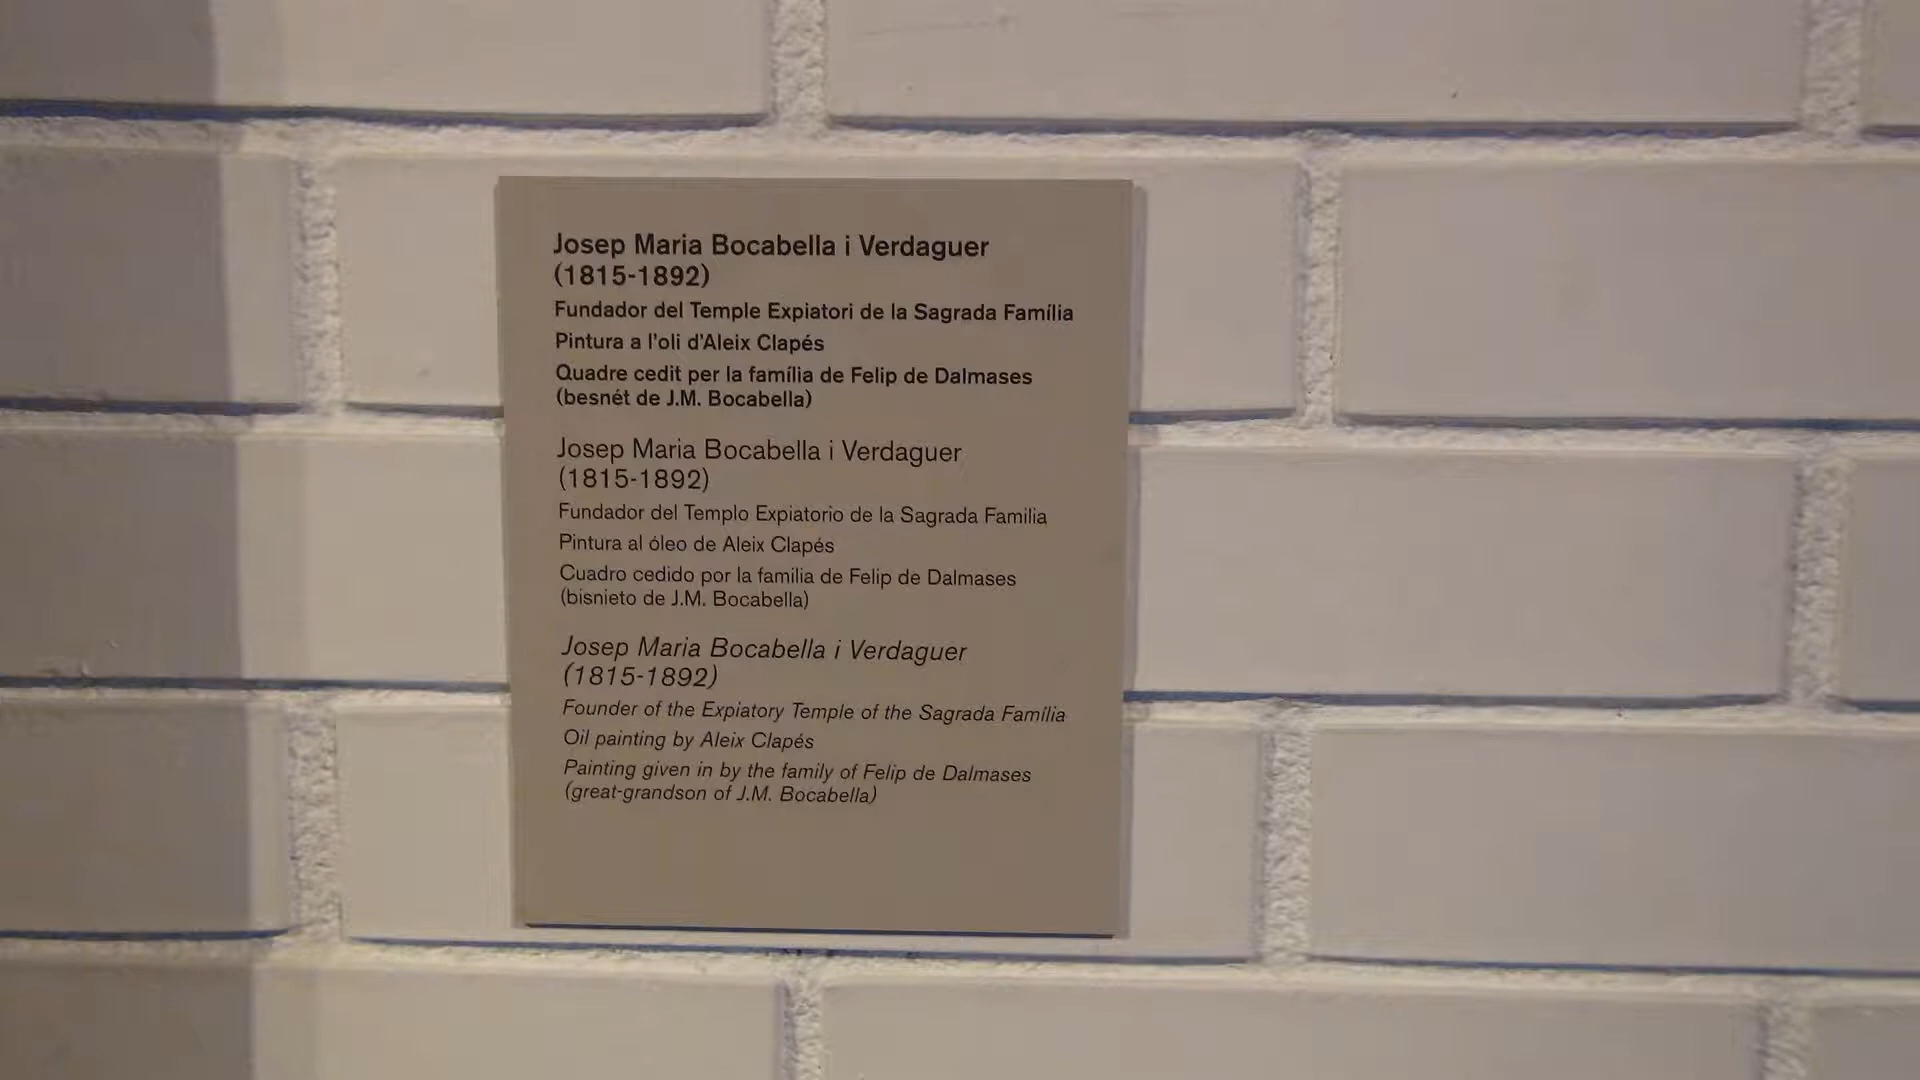 Josep Maria Bocabella i Verdaguer
(1815-1892)
Fundador del Temple Expiatori de la Sagrada Família
Pintura a l'oli d'Aleix Clapés
Quadre cedit per la família de Felip de Dalmases
(besnét de J.M. Bocabella)
Josep Maria Bocabella i Verdaguer
(1815-1892)
Fundador del Templo Expiatorio de la Sagrada Familia
Pintura al óleo de Aleix Clapés
Cuadro cedido por la familia de Felip de Dalmases
(bisnieto de J.M. Bocabella)
Josep Maria Bocabella i Verdaguer
(1815-1892)
Founder of the Expiatory Temple of the Sagrada Família
Oil painting by Aleix Clapés
Painting given in by the family of Felip de Dalmases
(great-grandson of J.M. Bocabella)